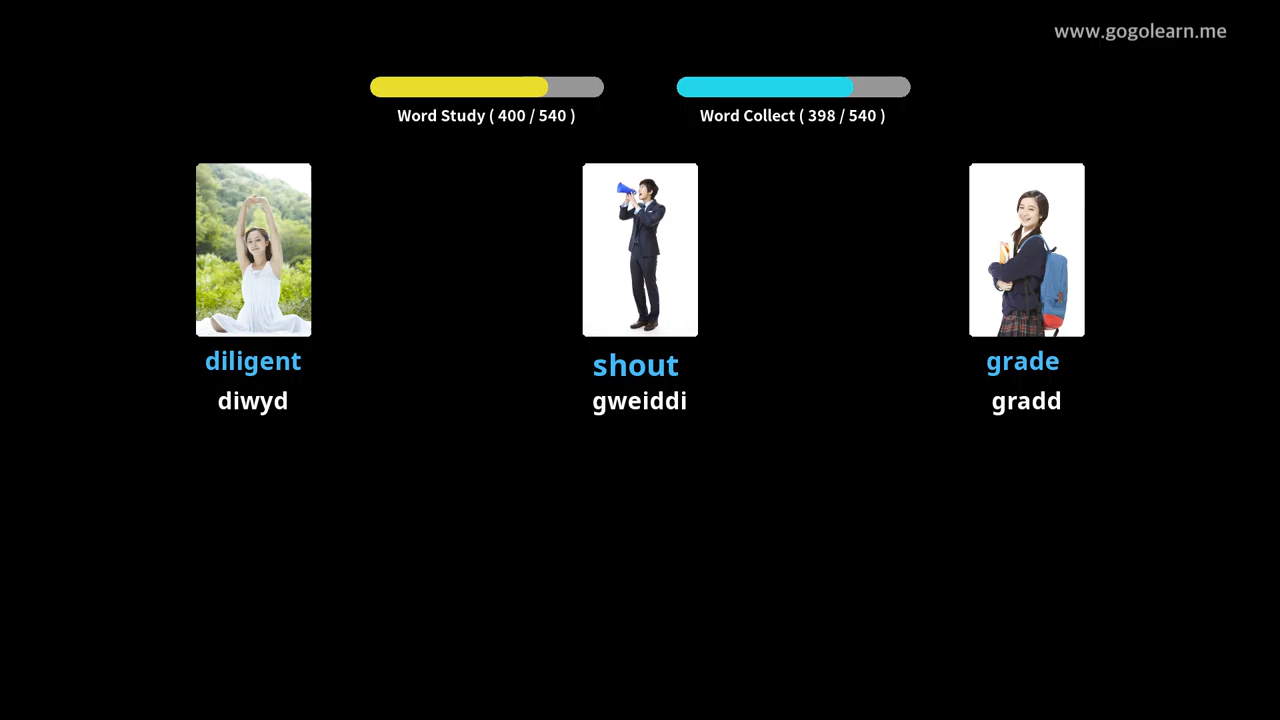 www.gogolearn.me
Word Study ( 400 / 540 )
Word Collect ( 398 / 540 )
diligent
diwyd
shout
gweiddi
grade
gradd